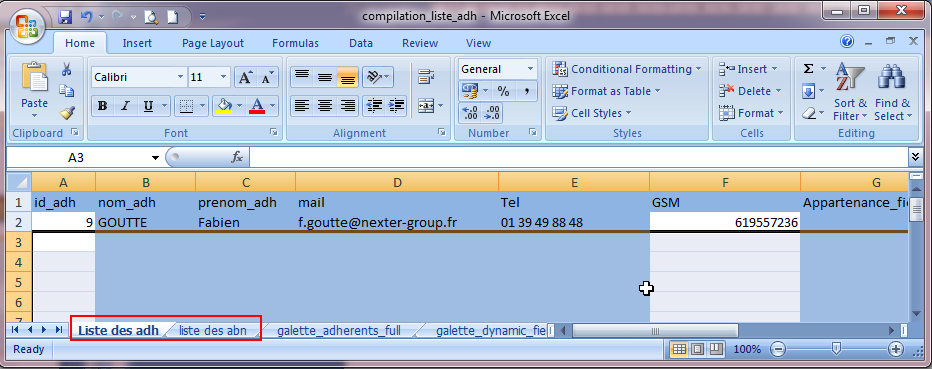 compilation_liste_adh - Microsoft Excel
Home Insert Page Layout Formulas Data Review View
Paste
Clipboard
Calibri 11
B I U
Font
Alignment
General
% ,
Number
Conditional Formatting
Format as Table
Cell Styles
Styles
Insert
Delete
Format
Cells
Σ
Sort & Filter
Find & Select
Editing
A3 fx
A B C D E F G
1 id_adh nom_adh prenom_adh mail Tel GSM Appartenance_fi
2 9 GOUTTE Fabien f.goutte@nexter-group.fr 01 39 49 88 48 619557236
3
4
5
6
7
Liste des adh liste des abn galette_adherents_full galette_dynamic_fie
Ready 100%